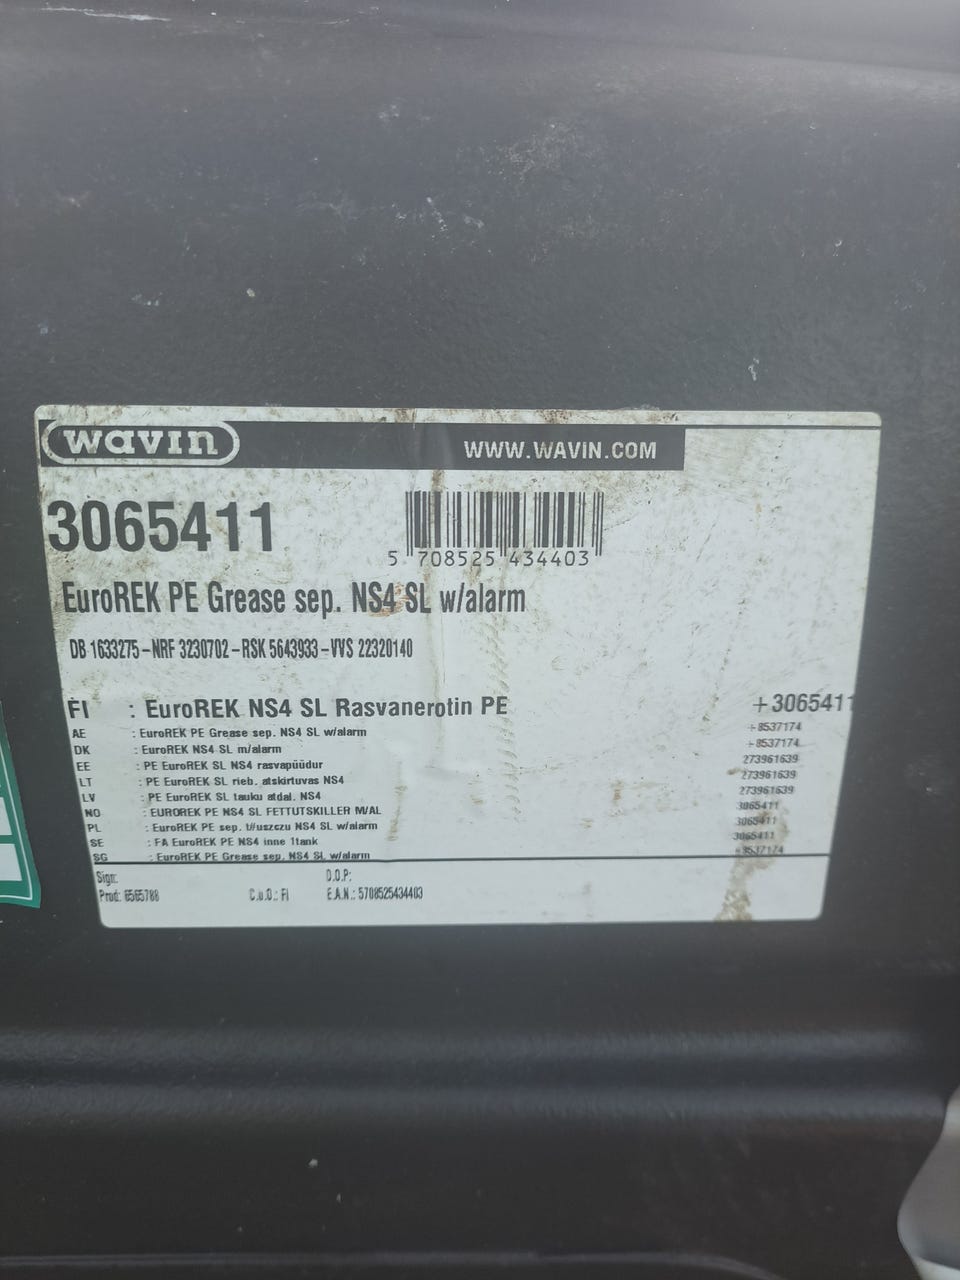 wavin WWW.WAVIN.COM
3065411
5 708525 434403
EuroREK PE Grease sep. NS4 SL w/alarm
DB 1633275-NRF 3230702-RSK 5643933-VVS 22320140
FI : EuroREK NS4 SL Rasvanerotin PE +3065411
AE : EuroREK PE Grease sep. NS4 SL w/alarm +8537174
DK : EuroREK NS4 SL m/alarm +8537174
EE : PE EuroREK SL NS4 rasvapüüdur 273961639
LT : PE EuroREK SL rieb. atskirtuvas NS4 273961639
LV : PE EuroREK SL tauku atdal. NS4 273961639
NO : EUROREK PE NS4 SL FETTUTSKILLER M/AL 3065411
PL : EuroREK PE sep. t/uszczu NS4 SL w/alarm 3065411
SE : FA EuroREK PE NS4 inne 1tank 3065411
SG : EuroREK PE Grease sep. NS4 SL w/alarm +8537174
Sign: D.O.P:
Prod: 6565788 C.o.O.: FI E.A.N.: 5708525434403